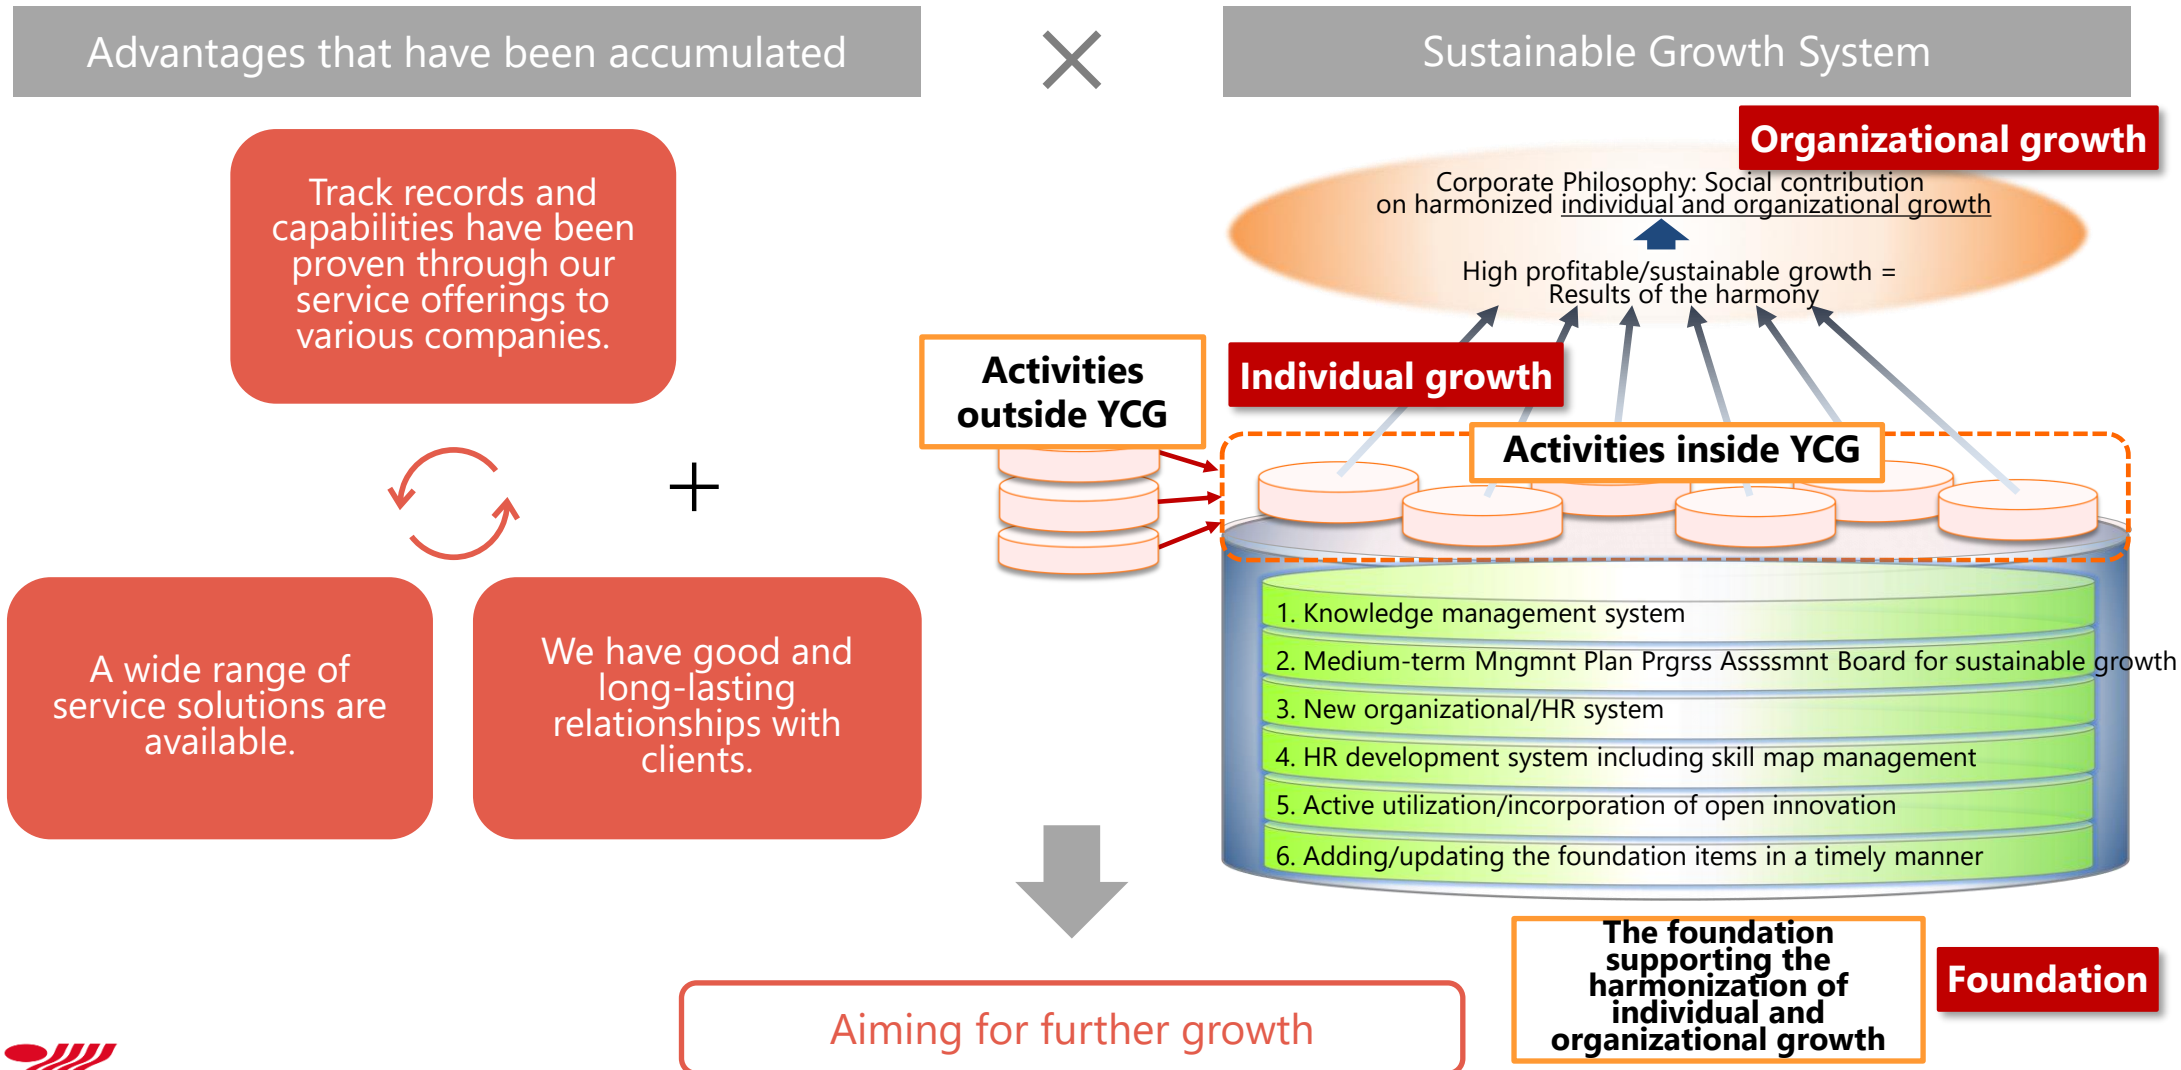 Advantages that have been accumulated
×
Sustainable Growth System
Track records and
capabilities have been
proven through our
service offerings to
various companies.
+
A wide range of
service solutions are
available.
We have good and
long-lasting
relationships with
clients.
Organizational growth
Corporate Philosophy: Social contribution
on harmonized individual and organizational growth
High profitable/sustainable growth =
Results of the harmony
Individual growth
Activities
outside YCG
Activities inside YCG
1. Knowledge management system
2. Medium-term Mngmnt Plan Prgrss Assssmnt Board for sustainable growth
3. New organizational/HR system
4. HR development system including skill map management
5. Active utilization/incorporation of open innovation
6. Adding/updating the foundation items in a timely manner
The foundation
supporting the
harmonization of
individual and
organizational growth
Foundation
Aiming for further growth